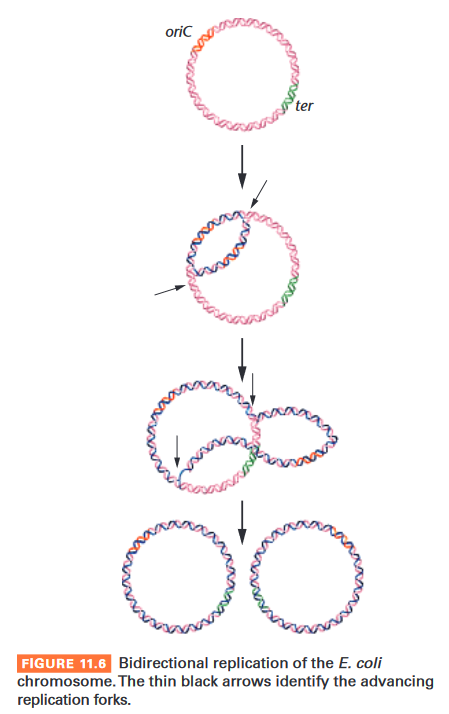 oriC
ter
FIGURE 11.6 Bidirectional replication of the E. coli
chromosome. The thin black arrows identify the advancing
replication forks.